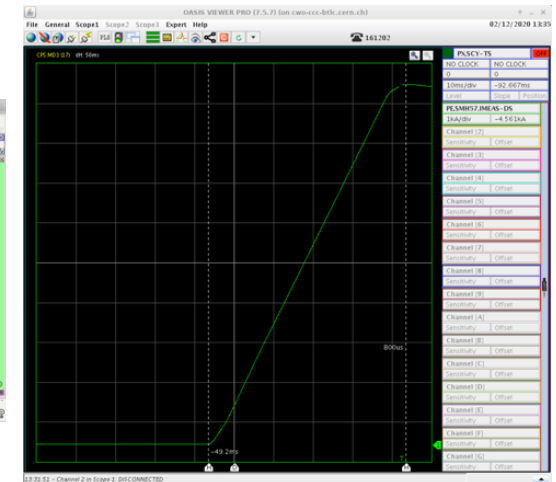 OASIS VIEWER PRO (7.5.7) (on cwo-ccc-btlc.cern.ch)
File General Scope1 Scope2 Scope3 Expert Help
02/12/2020 13:35
161202
CPS MD3 (17) dH: 50ms
800us
-49.2ms
PX.SCY-TS OFF
NO CLOCK NO CLOCK
0 0
10ms/div -92.667ms
Level Slope Position
PE.SMH57.IMEAS-DS
1kA/div -4.561kA
Channel [2]
Sensitivity Offset
Channel [3]
Sensitivity Offset
Channel [4]
Sensitivity Offset
Channel [5]
Sensitivity Offset
Channel [6]
Sensitivity Offset
Channel [7]
Sensitivity Offset
Channel [8]
Sensitivity Offset
Channel [9]
Sensitivity Offset
Channel [A]
Sensitivity Offset
Channel [B]
Sensitivity Offset
Channel [C]
Sensitivity Offset
Channel [D]
Sensitivity Offset
Channel [E]
Sensitivity Offset
Channel [F]
Sensitivity Offset
Channel [G]
Sensitivity Offset
13:31:51 - Channel 2 in Scope 1: DISCONNECTED